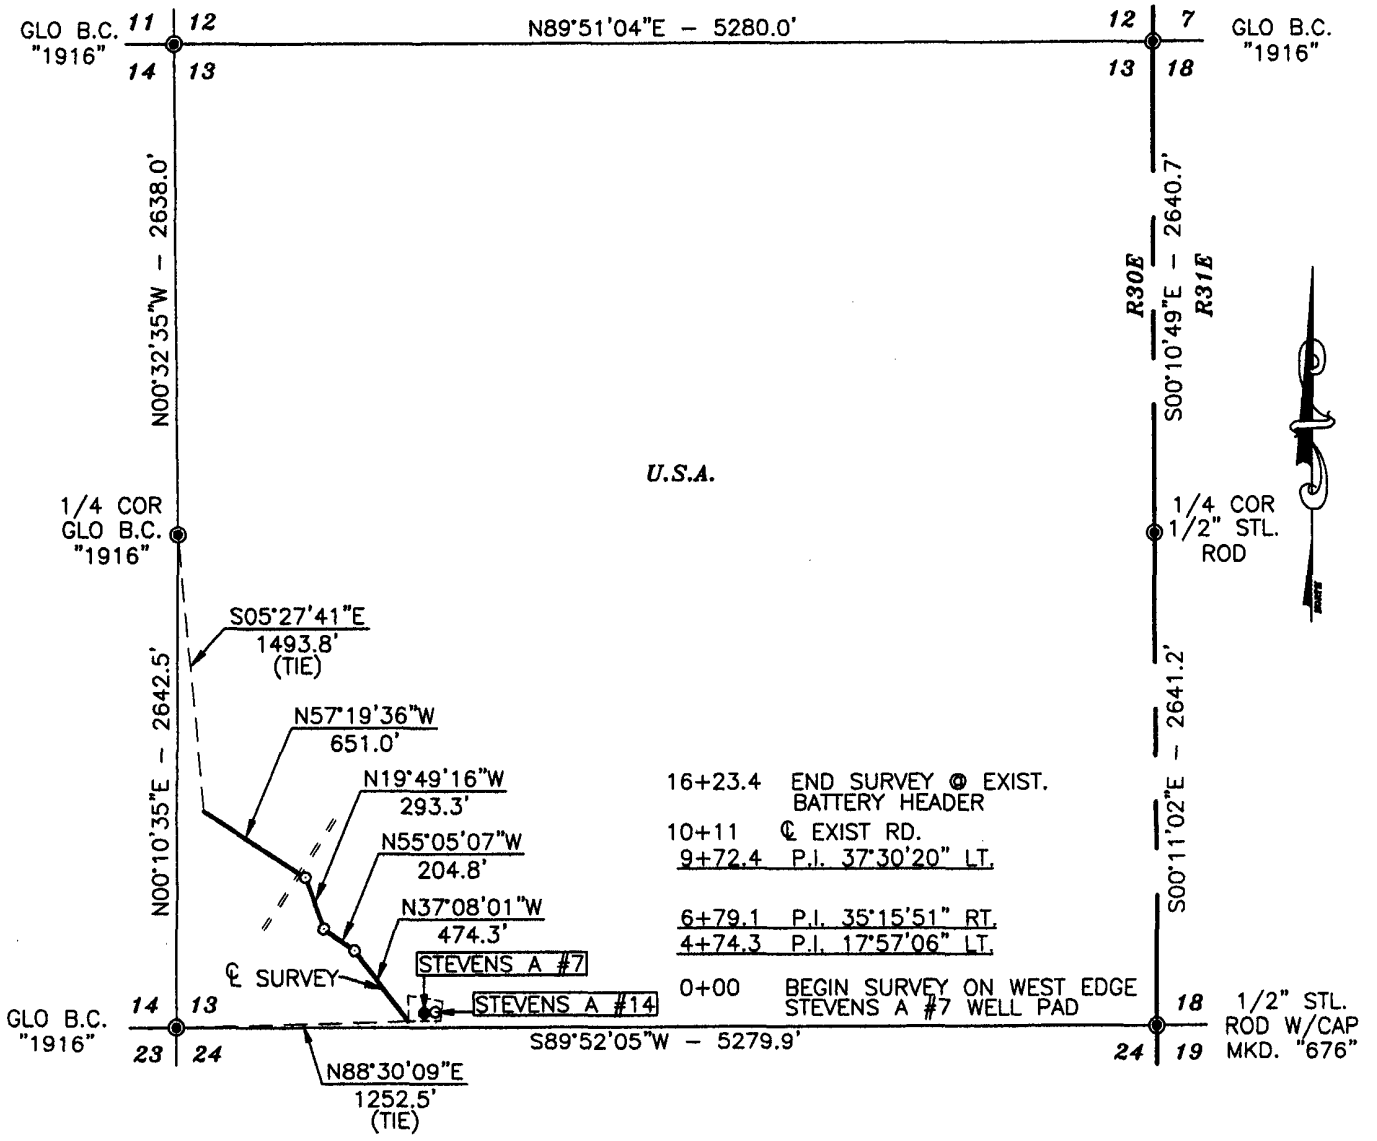 11 12
GLO B.C.
"1916"
14 13
N89°51'04"E - 5280.0'
12 7
GLO B.C.
"1916"
13 18
N00°32'35"W - 2638.0'
S00°10'49"E - 2640.7'
R30E
R31E
U.S.A.
1/4 COR
GLO B.C.
"1916"
1/4 COR
1/2" STL.
ROD
NORTH
S05°27'41"E
1493.8'
(TIE)
N00°10'35"E - 2642.5'
S00°11'02"E - 2641.2'
N57°19'36"W
651.0'
N19°49'16"W
293.3'
N55°05'07"W
204.8'
N37°08'01"W
474.3'
℄ SURVEY
STEVENS A #7
STEVENS A #14
16+23.4 END SURVEY @ EXIST.
BATTERY HEADER
10+11 ℄ EXIST RD.
9+72.4 P.I. 37°30'20" LT.
6+79.1 P.I. 35°15'51" RT.
4+74.3 P.I. 17°57'06" LT.
0+00 BEGIN SURVEY ON WEST EDGE
STEVENS A #7 WELL PAD
14 13
GLO B.C.
"1916"
23 24
S89°52'05"W - 5279.9'
18
24 19
1/2" STL.
ROD W/CAP
MKD. "676"
N88°30'09"E
1252.5'
(TIE)